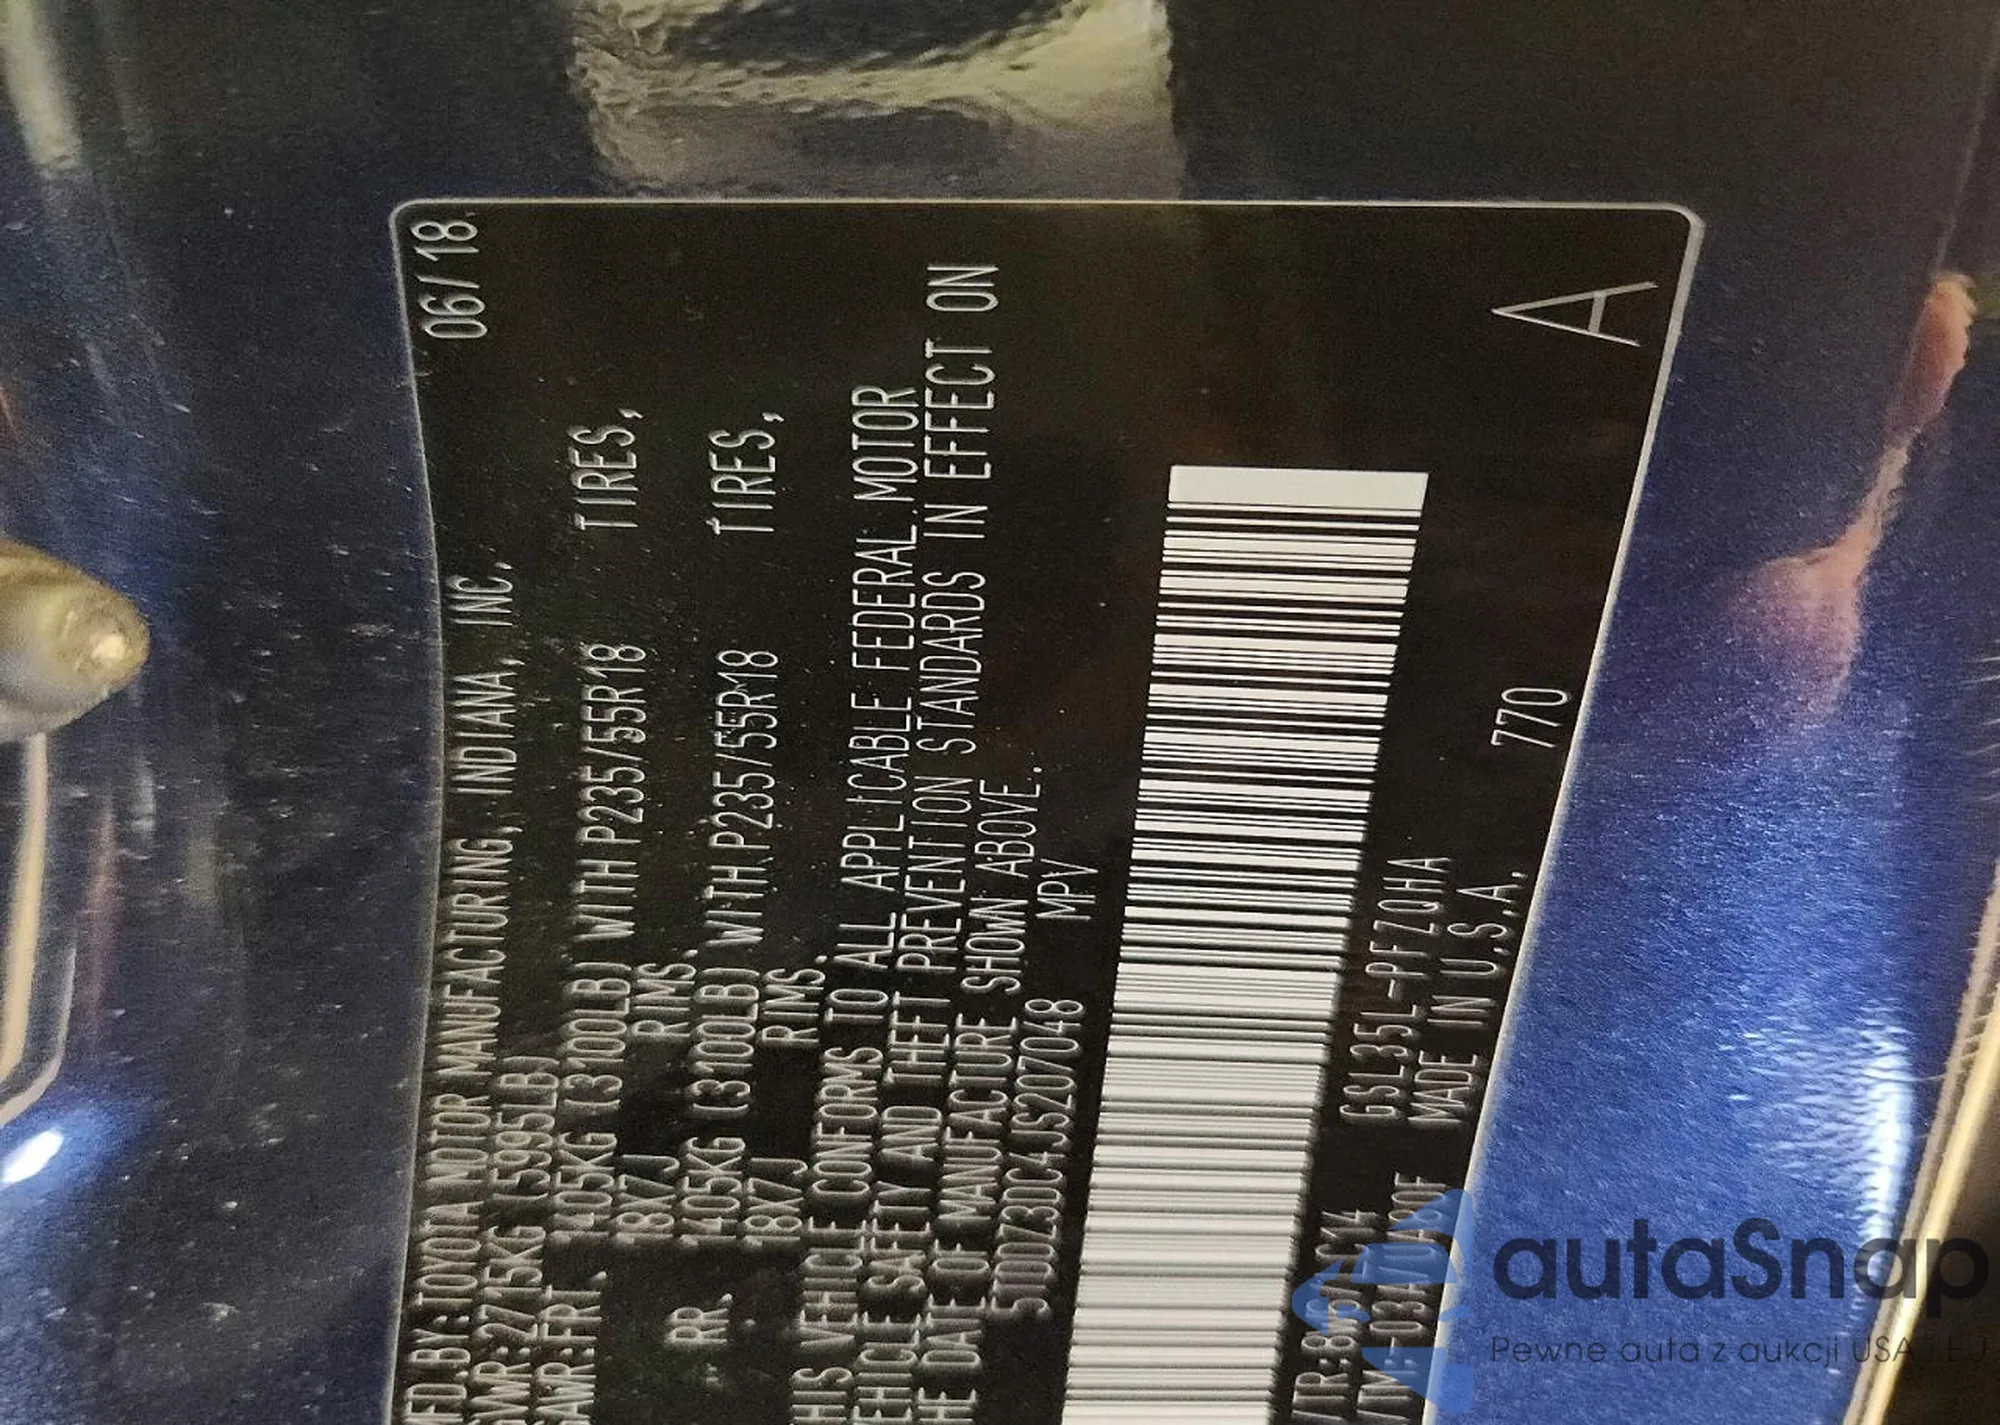 06/18
MFD BY:TOYOTA MOTOR MANUFACTURING, INDIANA, INC.
GVWR:2715KG (5995LB)
GAWR:FRT. 1405KG (3100LB) WITH P235/55R18 TIRES,
18X7J RIMS,
RR. 1405KG (3100LB) WITH P235/55R18 TIRES,
18X7J RIMS.
THIS VEHICLE CONFORMS TO ALL APPLICABLE FEDERAL MOTOR
VEHICLE SAFETY AND THEFT PREVENTION STANDARDS IN EFFECT ON
THE DATE OF MANUFACTURE SHOWN ABOVE.
5TDDZ3DC4JS207048 MPV
GSL35L-PFZQHA
MADE IN U.S.A. 770
A
autaSnap
Pewne auta z aukcji USA